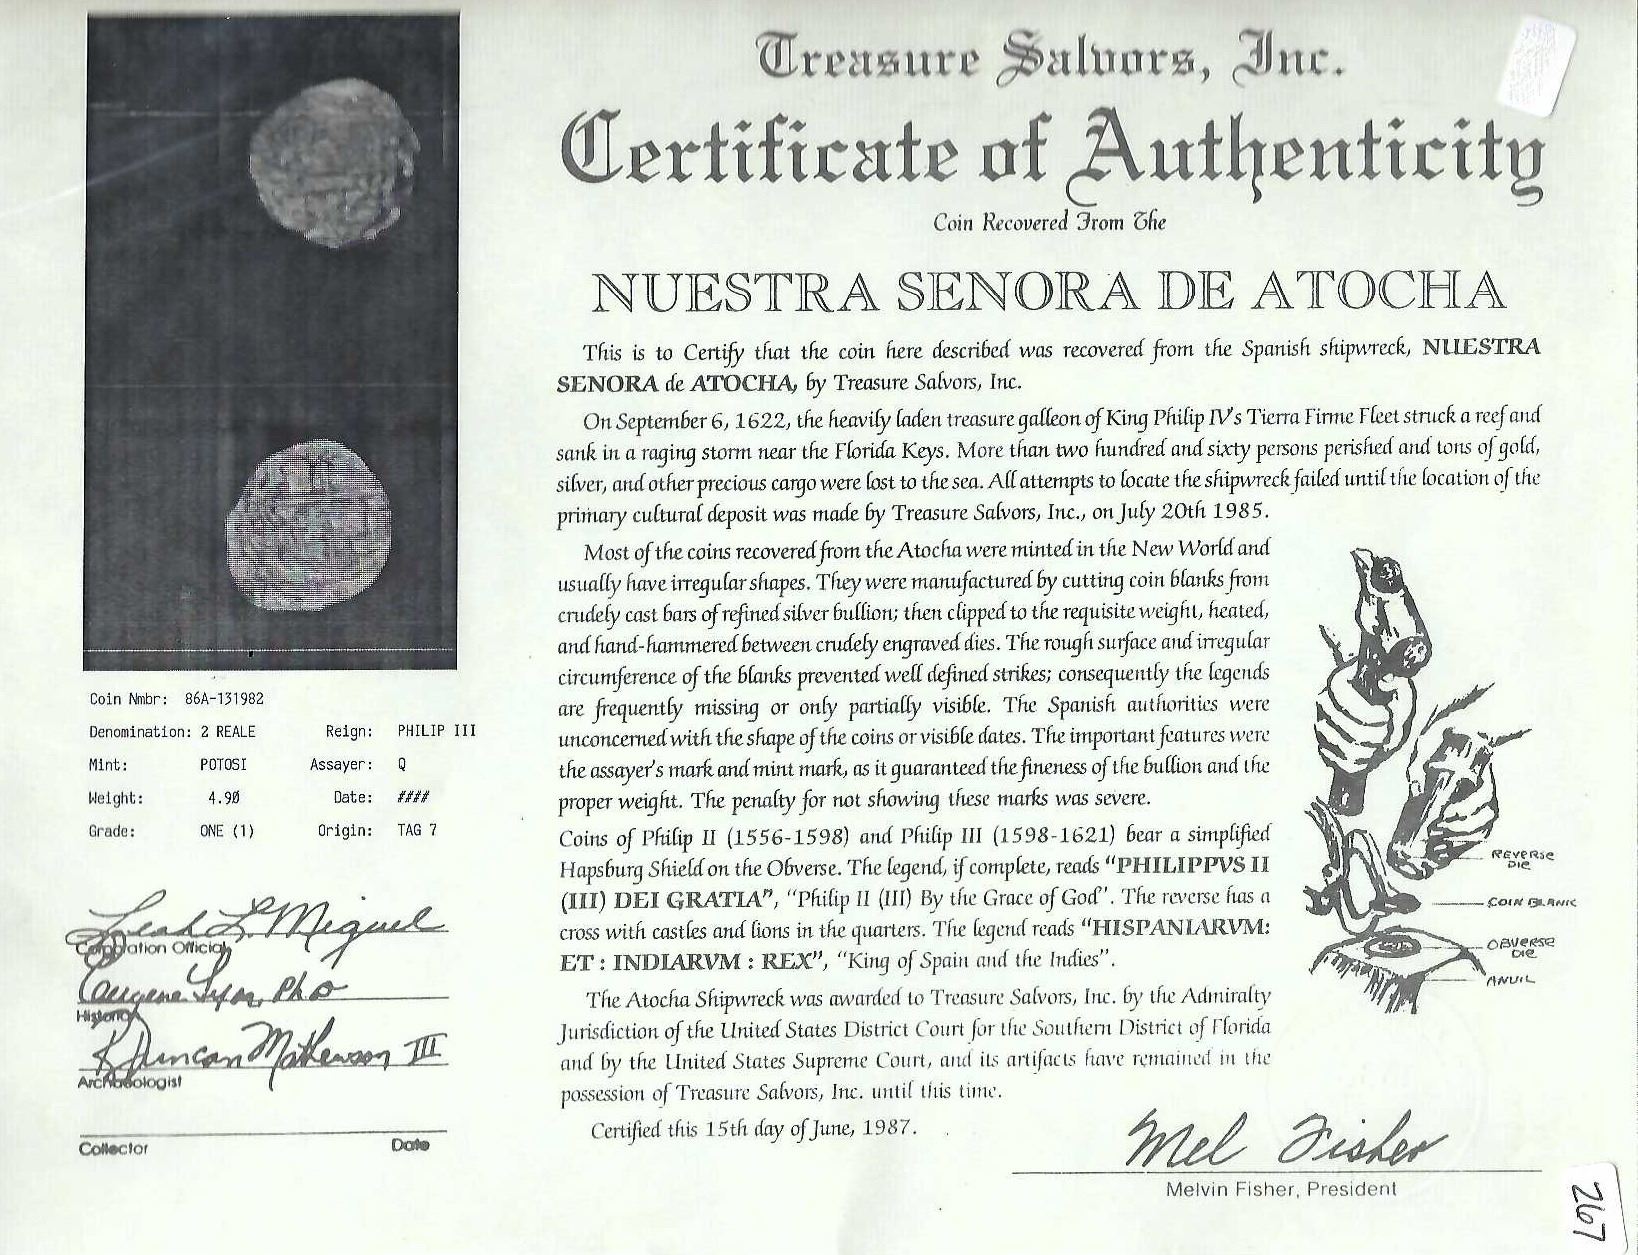 Treasure Salvors, Inc.
Certificate of Authenticity
Coin Recovered From The
NUESTRA SENORA DE ATOCHA
This is to Certify that the coin here described was recovered from the Spanish shipwreck, NUESTRA
SENORA de ATOCHA, by Treasure Salvors, Inc.
On September 6, 1622, the heavily laden treasure galleon of King Philip IV's Tierra Firme Fleet struck a reef and
sank in a raging storm near the Florida Keys. More than two hundred and sixty persons perished and tons of gold,
silver, and other precious cargo were lost to the sea. All attempts to locate the shipwreck failed until the location of the
primary cultural deposit was made by Treasure Salvors, Inc., on July 20th 1985.
Most of the coins recovered from the Atocha were minted in the New World and
usually have irregular shapes. They were manufactured by cutting coin blanks from
crudely cast bars of refined silver bullion; then clipped to the requisite weight, heated,
and hand-hammered between crudely engraved dies. The rough surface and irregular
circumference of the blanks prevented well defined strikes; consequently the legends
are frequently missing or only partially visible. The Spanish authorities were
unconcerned with the shape of the coins or visible dates. The important features were
the assayer's mark and mint mark, as it guaranteed the fineness of the bullion and the
proper weight. The penalty for not showing these marks was severe.
Coins of Philip II (1556-1598) and Philip III (1598-1621) bear a simplified
Hapsburg Shield on the Obverse. The legend, if complete, reads "PHILIPPVS II
(III) DEI GRATIA", "Philip II (III) By the Grace of God". The reverse has a
cross with castles and lions in the quarters. The legend reads "HISPANIARVM:
ET : INDIARVM : REX", "King of Spain and the Indies".
The Atocha Shipwreck was awarded to Treasure Salvors, Inc. by the Admiralty
Jurisdiction of the United States District Court for the Southern District of Florida
and by the United States Supreme Court, and its artifacts have remained in the
possession of Treasure Salvors, Inc. until this time.
Certified this 15th day of June, 1987.
Mel Fisher
Melvin Fisher, President
REVERSE
DIE
COIN BLANK
OBVERSE
DIE
ANVIL
Coin Nmbr: 86A-131982
Denomination: 2 REALE Reign: PHILIP III
Mint: POTOSI Assayer: Q
Weight: 4.90 Date: ####
Grade: ONE (1) Origin: TAG 7
Leah L. Miguel
Corporation Official
Eugene Lyon, PhD
Historian
R Duncan Mathewson III
Archaeologist
Collector Date
267